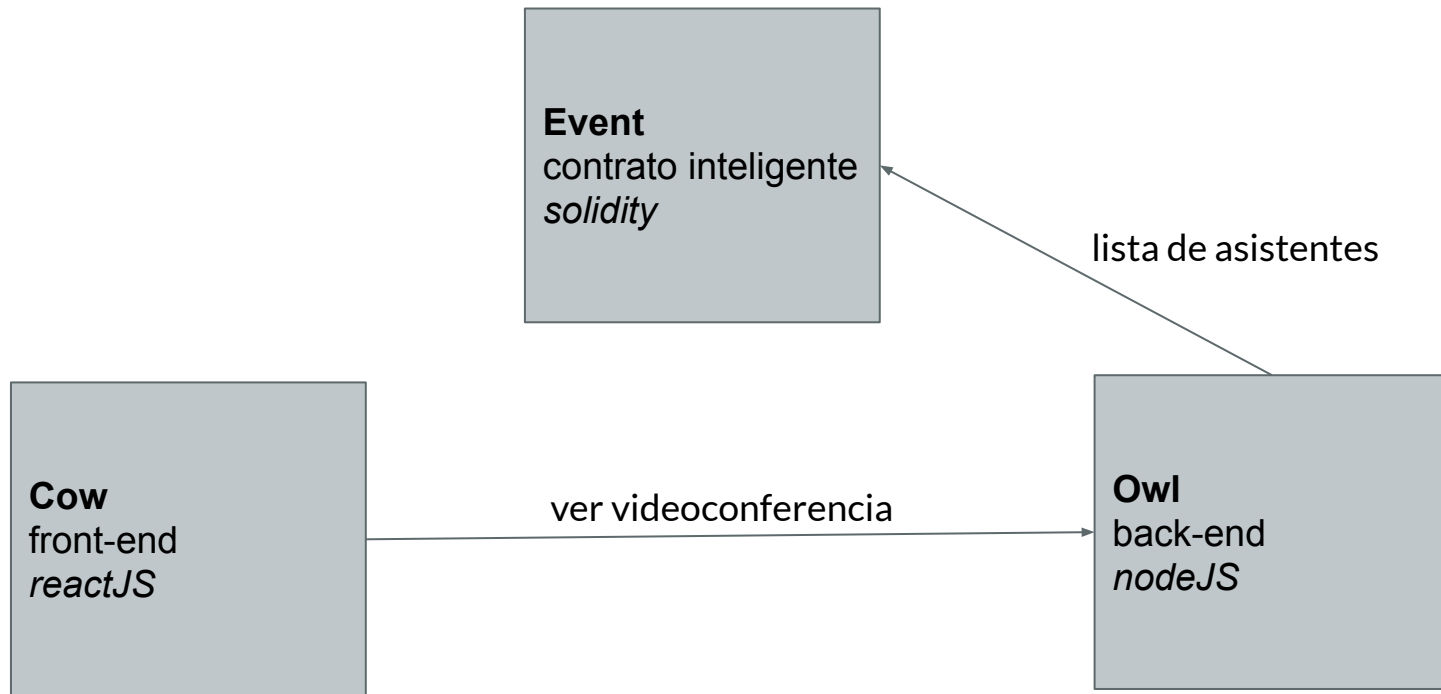 Event
contrato inteligente
solidity
lista de asistentes
Cow
front-end
reactJS
ver videoconferencia
Owl
back-end
nodeJS